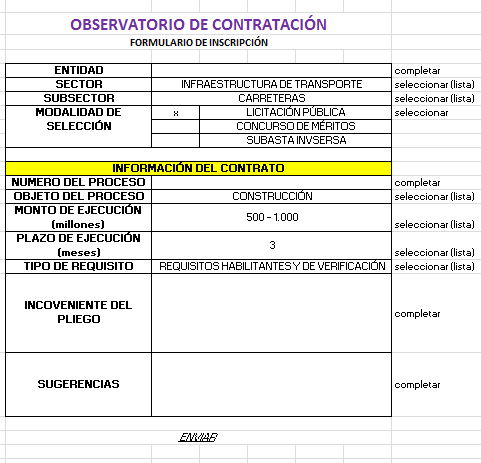 OBSERVATORIO DE CONTRATACIÓN
FORMULARIO DE INSCRIPCIÓN
ENTIDAD completar
SECTOR INFRAESTRUCTURA DE TRANSPORTE seleccionar (lista)
SUBSECTOR CARRETERAS seleccionar (lista)
MODALIDAD DE SELECCIÓN x LICITACIÓN PÚBLICA seleccionar
CONCURSO DE MÉRITOS
SUBASTA INVSERSA
INFORMACIÓN DEL CONTRATO
NUMERO DEL PROCESO completar
OBJETO DEL PROCESO CONSTRUCCIÓN seleccionar (lista)
MONTO DE EJECUCIÓN
(millones) 500 - 1.000 seleccionar (lista)
PLAZO DE EJECUCIÓN
(meses) 3 seleccionar (lista)
TIPO DE REQUISITO REQUISITOS HABILITANTES Y DE VERIFICACIÓN seleccionar (lista)
INCOVENIENTE DEL
PLIEGO completar
SUGERENCIAS completar
ENVIAR